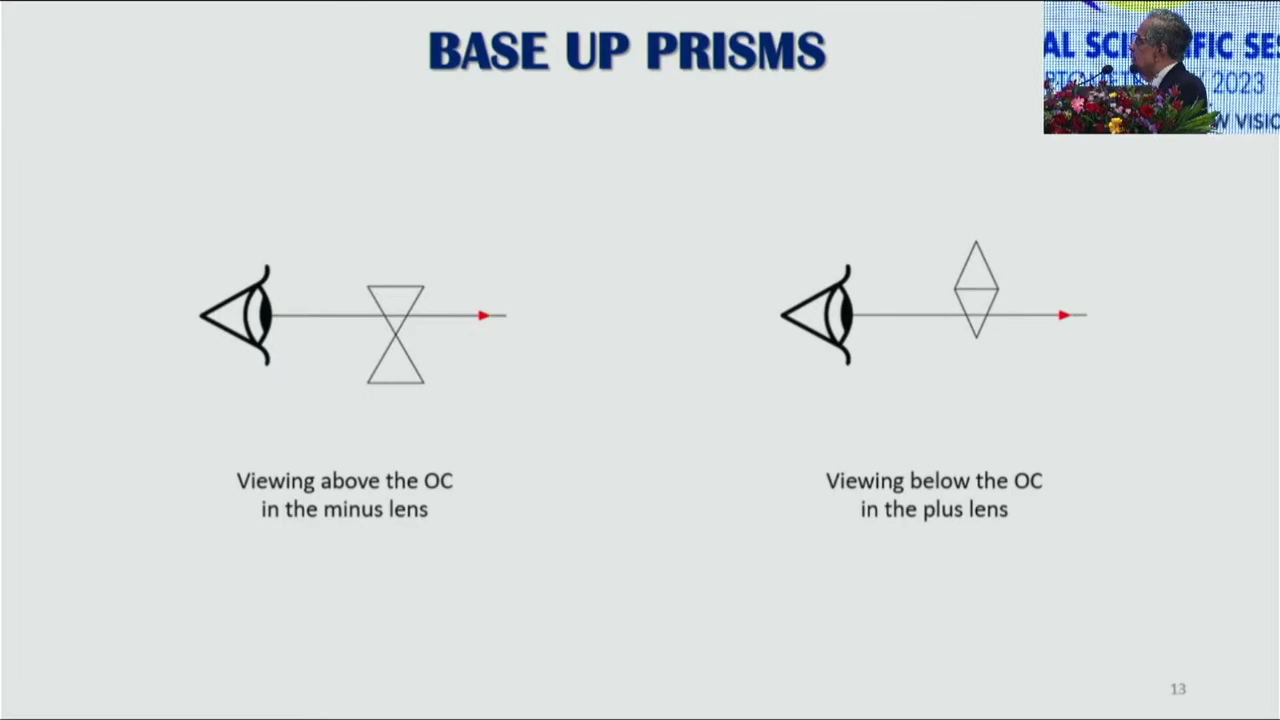 BASE UP PRISMS
2023
Viewing above the OC
in the minus lens
Viewing below the OC
in the plus lens
13